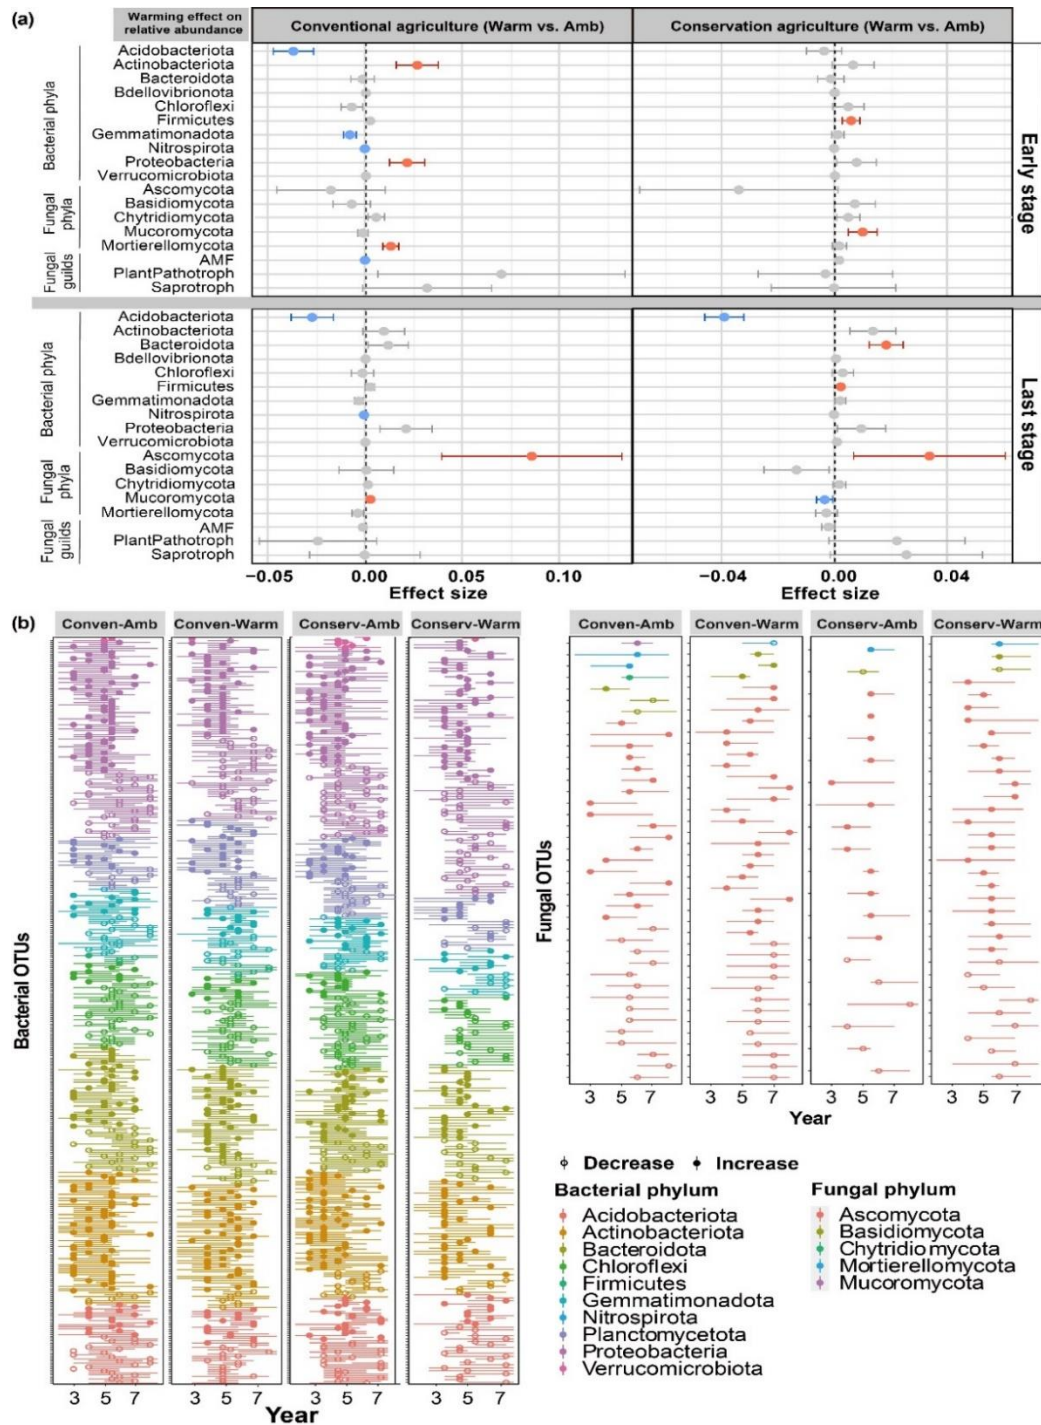 (a)
Warming effect on
relative abundance
Conventional agriculture (Warm vs. Amb)
Conservation agriculture (Warm vs. Amb)
Bacterial phyla
Acidobacteriota
Actinobacteriota
Bacteroidota
Bdellovibrionota
Chloroflexi
Firmicutes
Gemmatimonadota
Nitrospirota
Proteobacteria
Verrucomicrobiota
Fungal
phyla
Ascomycota
Basidiomycota
Chytridiomycota
Mucoromycota
Mortierellomycota
Fungal
guilds
AMF
PlantPathotroph
Saprotroph
Early stage
Bacterial phyla
Acidobacteriota
Actinobacteriota
Bacteroidota
Bdellovibrionota
Chloroflexi
Firmicutes
Gemmatimonadota
Nitrospirota
Proteobacteria
Verrucomicrobiota
Fungal
phyla
Ascomycota
Basidiomycota
Chytridiomycota
Mucoromycota
Mortierellomycota
Fungal
guilds
AMF
PlantPathotroph
Saprotroph
Last stage
−0.05 0.00 0.05 0.10
Effect size
−0.04 0.00 0.04
Effect size
(b)
Conven-Amb Conven-Warm Conserv-Amb Conserv-Warm
Bacterial OTUs
3 5 7 3 5 7 3 5 7 3 5 7
Year
Conven-Amb Conven-Warm Conserv-Amb Conserv-Warm
Fungal OTUs
3 5 7 3 5 7 3 5 7 3 5 7
Year
Decrease Increase
Bacterial phylum
Acidobacteriota
Actinobacteriota
Bacteroidota
Chloroflexi
Firmicutes
Gemmatimonadota
Nitrospirota
Planctomycetota
Proteobacteria
Verrucomicrobiota
Fungal phylum
Ascomycota
Basidiomycota
Chytridiomycota
Mortierellomycota
Mucoromycota